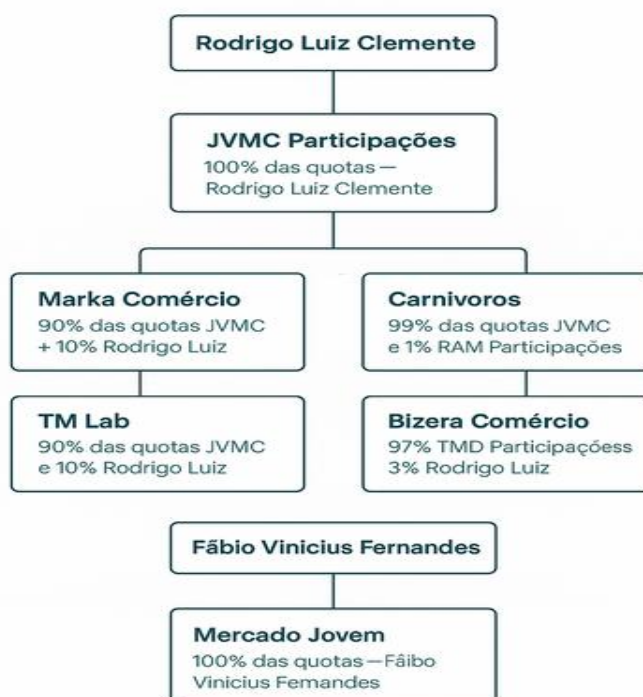 Rodrigo Luiz Clemente
JVMC Participações
100% das quotas —
Rodrigo Luiz Clemente
Marka Comércio
90% das quotas JVMC
+ 10% Rodrigo Luiz
Carnivoros
99% das quotas JVMC
e 1% RAM Participações
TM Lab
90% das quotas JVMC
e 10% Rodrigo Luiz
Bizera Comércio
97% TMD Participaçóess
3% Rodrigo Luiz
Fãbio Vinicius Fernandes
Mercado Jovem
100% das quotas —Fâibo
Vinicius Femandes